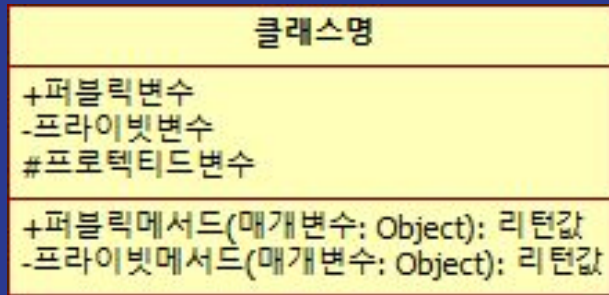 클래스명
+퍼블릭변수
-프라이빗변수
#프로텍티드변수
+퍼블릭메서드(매개변수: Object): 리턴값
-프라이빗메서드(매개변수: Object): 리턴값